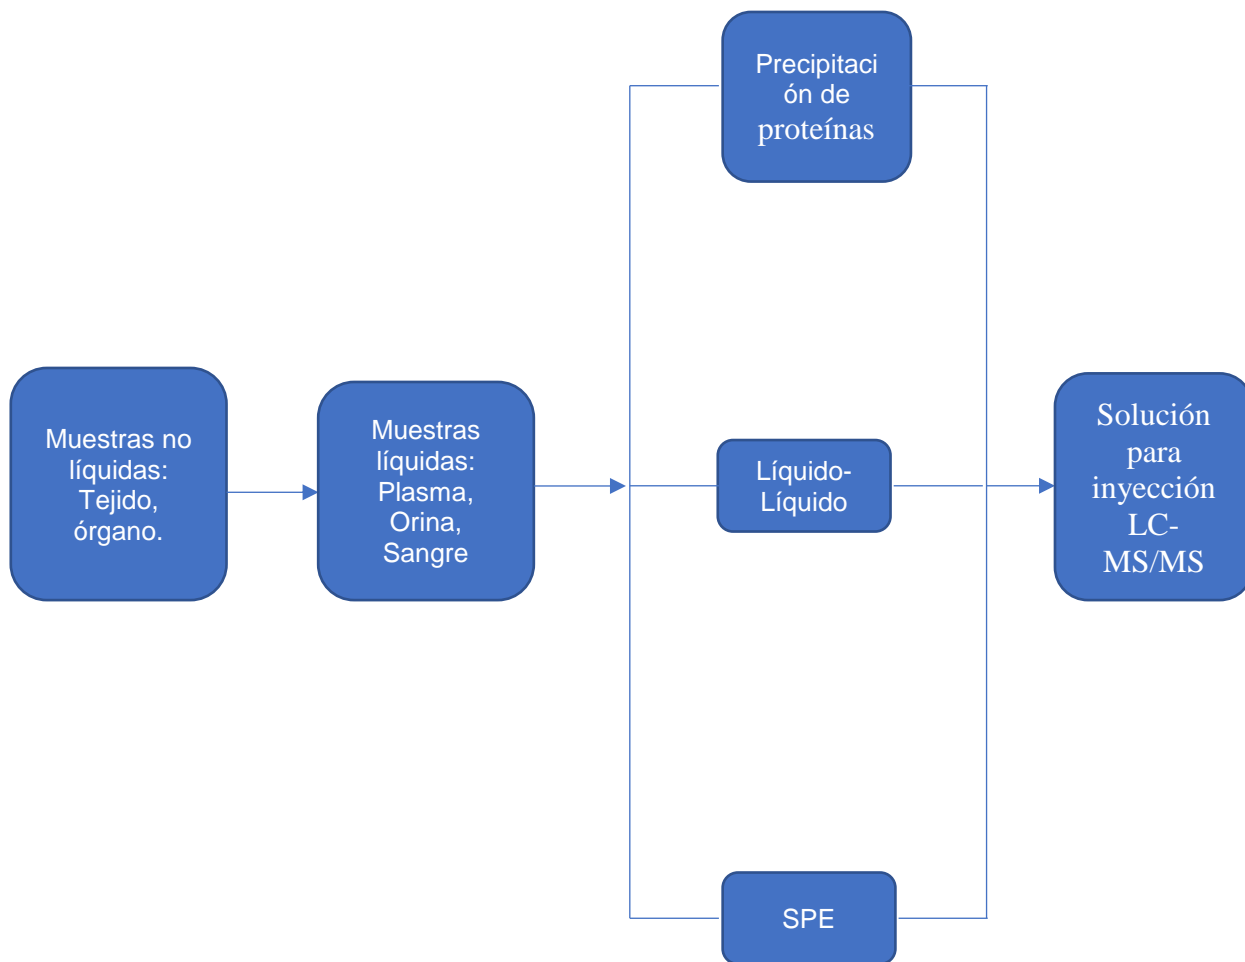 Muestras no
líquidas:
Tejido,
órgano.
Muestras
líquidas:
Plasma,
Orina,
Sangre
Precipitaci
ón de
proteínas
Líquido-
Líquido
SPE
Solución
para
inyección
LC-
MS/MS